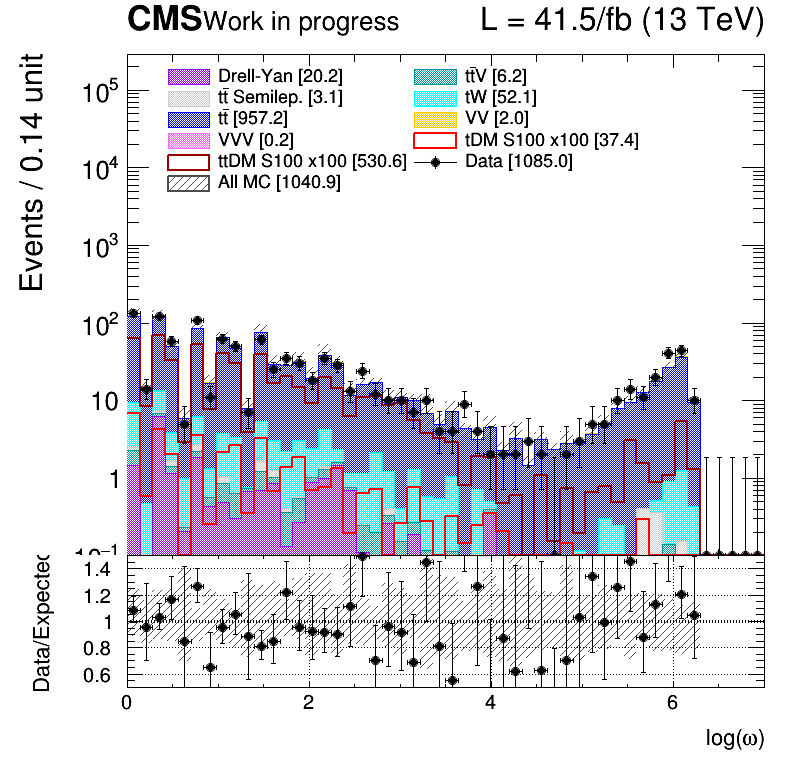 CMS Work in progress L = 41.5/fb (13 TeV)
Events / 0.14 unit
Drell-Yan [20.2] tt̄V [6.2]
tt̄ Semilep. [3.1] tW [52.1]
tt̄ [957.2] VV [2.0]
VVV [0.2] tDM S100 x100 [37.4]
ttDM S100 x100 [530.6] Data [1085.0]
All MC [1040.9]
10⁵
10⁴
10³
10²
10
1
10⁻¹
Data/Expected
1.4
1.2
1
0.8
0.6
0 2 4 6
log(ω)